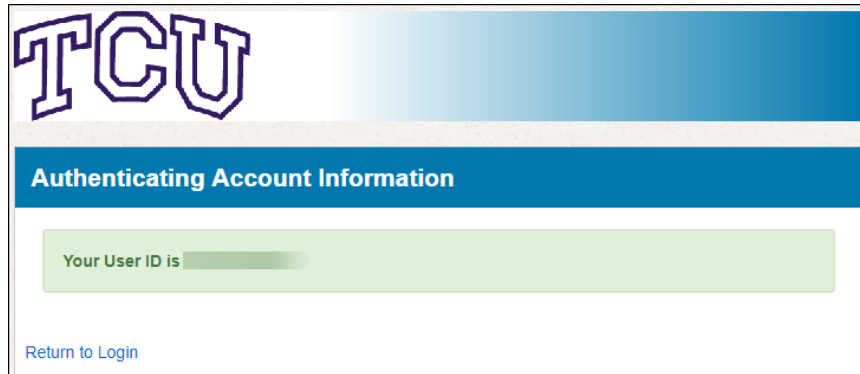 TCU
Authenticating Account Information
Your User ID is
Return to Login